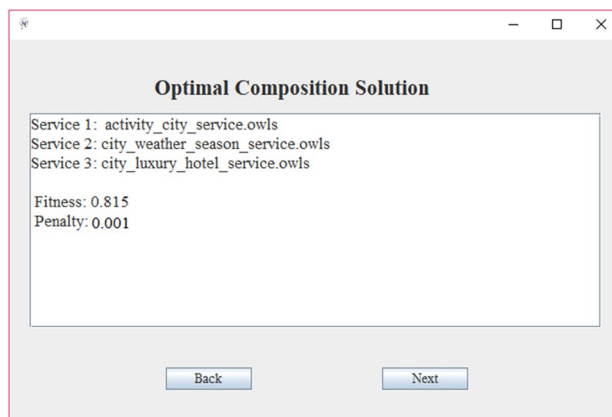 Optimal Composition Solution
Service 1: activity_city_service.owls
Service 2: city_weather_season_service.owls
Service 3: city_luxury_hotel_service.owls
Fitness: 0.815
Penalty: 0.001
Back Next